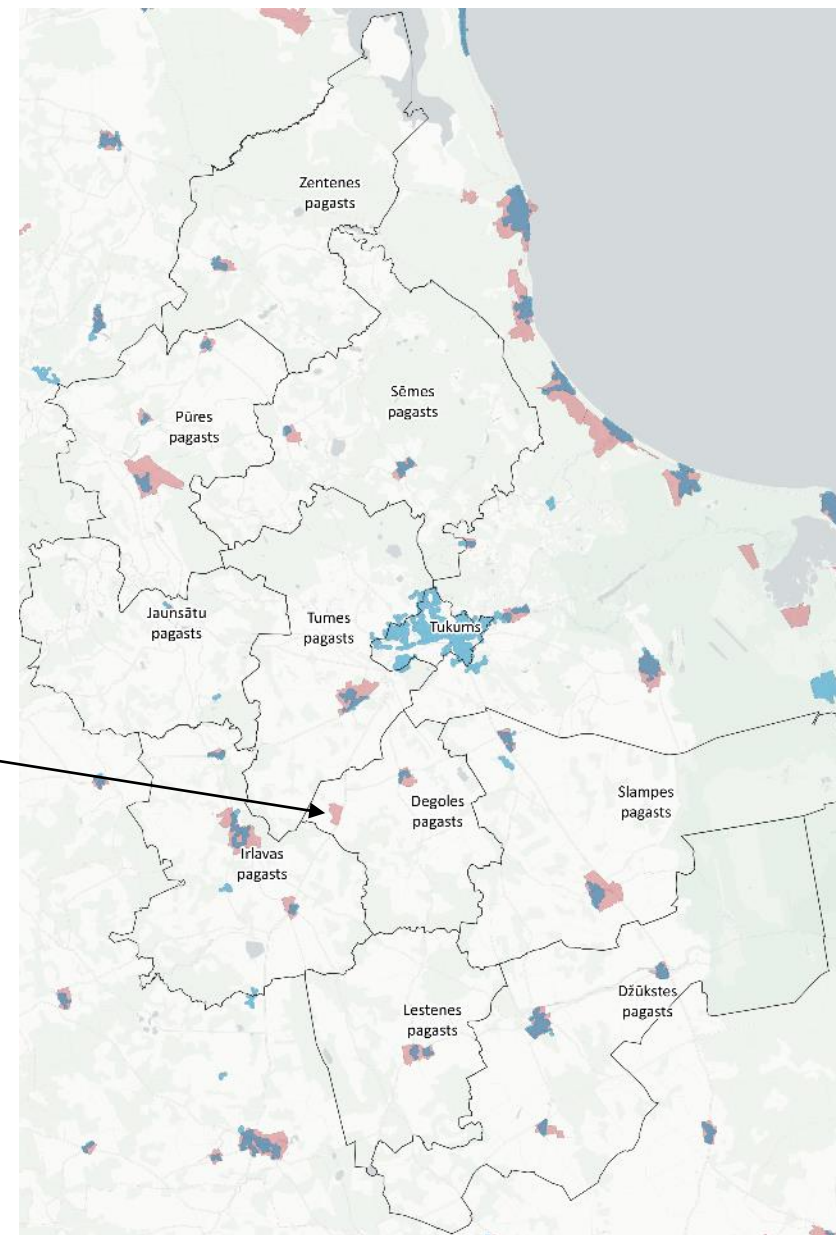 Zentenes
pagasts
Sēmes
pagasts
Pūres
pagasts
Jaunsātu
pagasts
Tumes
pagasts
Tukums
Degoles
pagasts
Slampes
pagasts
Irlavas
pagasts
Džūkstes
pagasts
Lestenes
pagasts